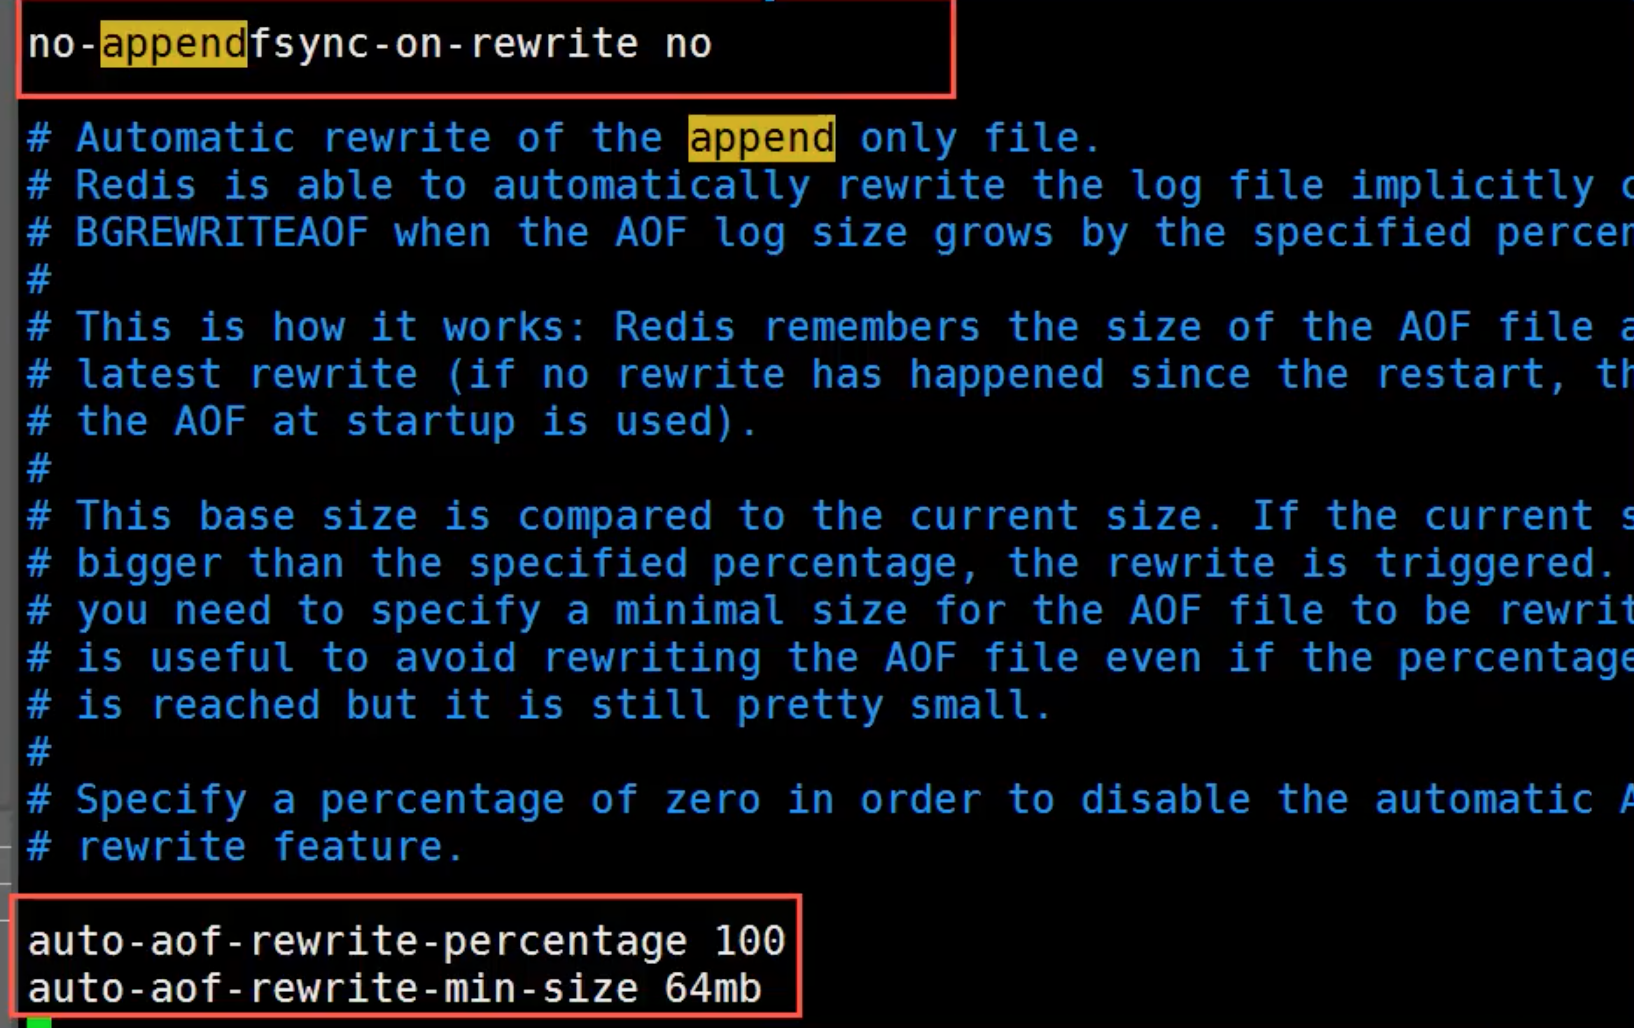 no-appendfsync-on-rewrite no
# Automatic rewrite of the append only file.
# Redis is able to automatically rewrite the log file implicitly
# BGREWRITEAOF when the AOF log size grows by the specified
#
# This is how it works: Redis remembers the size of the AOF file
# latest rewrite (if no rewrite has happened since the restart,
# the AOF at startup is used).
#
# This base size is compared to the current size. If the current
# bigger than the specified percentage, the rewrite is triggered.
# you need to specify a minimal size for the AOF file to be
# is useful to avoid rewriting the AOF file even if the percentage
# is reached but it is still pretty small.
#
# Specify a percentage of zero in order to disable the automatic
# rewrite feature.
auto-aof-rewrite-percentage 100
auto-aof-rewrite-min-size 64mb